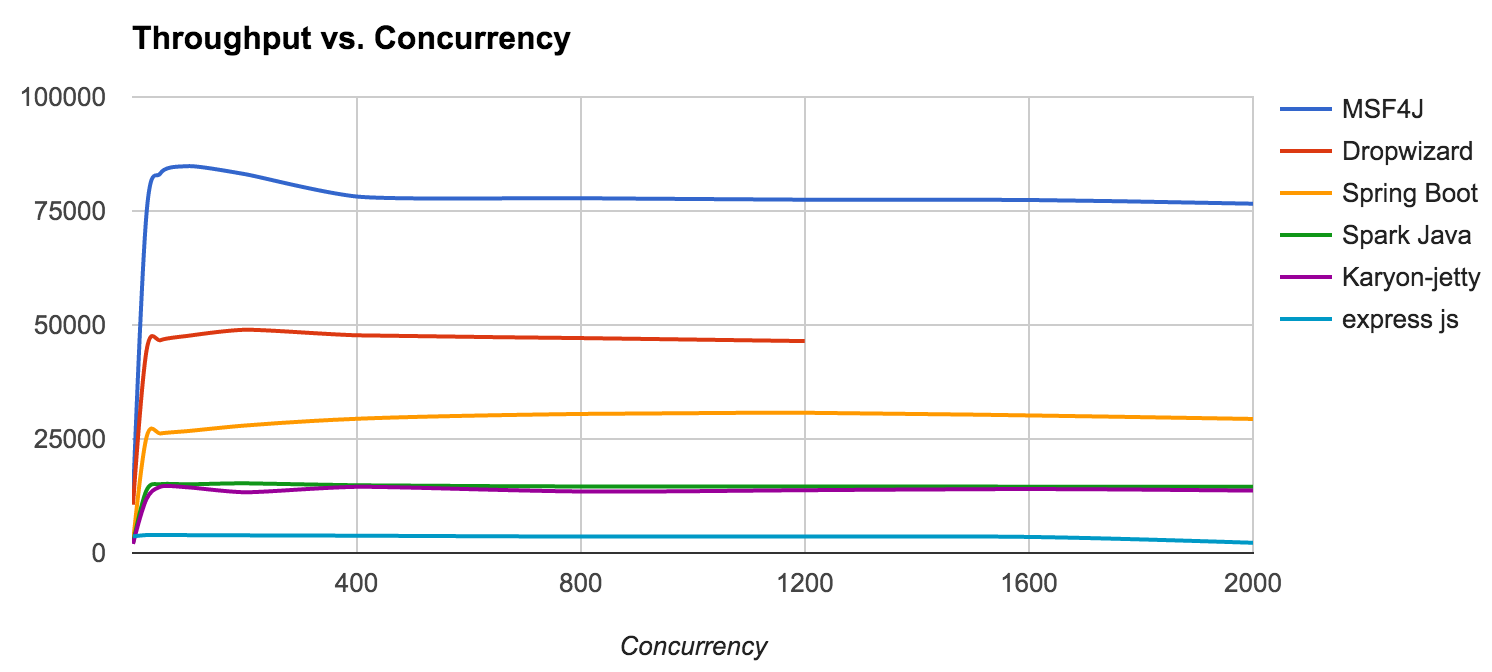 Throughput vs. Concurrency
100000
75000
50000
25000
0
400 800 1200 1600 2000
Concurrency
MSF4J
Dropwizard
Spring Boot
Spark Java
Karyon-jetty
express js